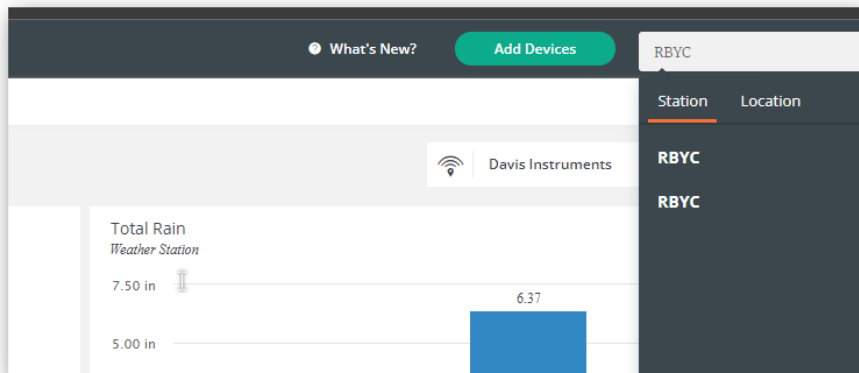 What's New?
Add Devices
RBYC
Station
Location
RBYC
RBYC
Davis Instruments
Total Rain
Weather Station
7.50 in
6.37
5.00 in